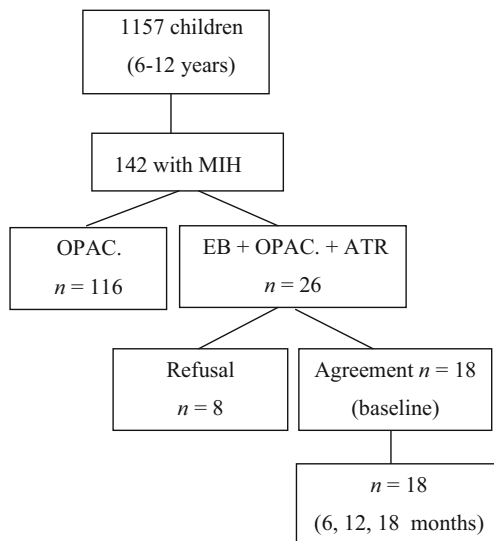 1157 children
(6-12 years)
142 with MIH
OPAC.
n = 116
EB + OPAC. + ATR
n = 26
Refusal
n = 8
Agreement n = 18
(baseline)
n = 18
(6, 12, 18 months)